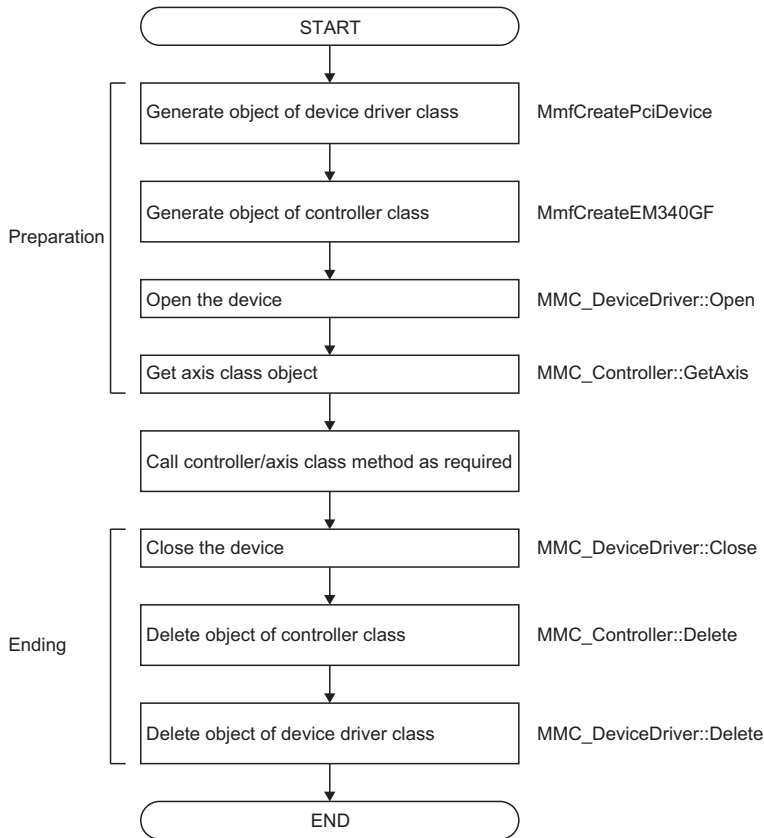 START
Generate object of device driver class MmfCreatePciDevice
Generate object of controller class MmfCreateEM340GF
Preparation
Open the device MMC_DeviceDriver::Open
Get axis class object MMC_Controller::GetAxis
Call controller/axis class method as required
Close the device MMC_DeviceDriver::Close
Delete object of controller class MMC_Controller::Delete
Ending
Delete object of device driver class MMC_DeviceDriver::Delete
END